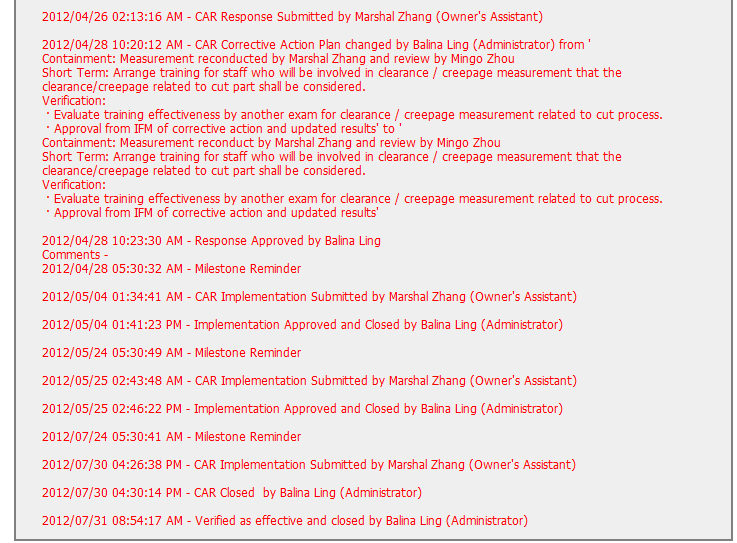 2012/04/26 02:13:16 AM - CAR Response Submitted by Marshal Zhang (Owner's Assistant)
2012/04/28 10:20:12 AM - CAR Corrective Action Plan changed by Balina Ling (Administrator) from '
Containment: Measurement reconducted by Marshal Zhang and review by Mingo Zhou
Short Term: Arrange training for staff who will be involved in clearance / creepage measurement that the
clearance/creepage related to cut part shall be considered.
Verification:
· Evaluate training effectiveness by another exam for clearance / creepage measurement related to cut process.
· Approval from IFM of corrective action and updated results' to '
Containment: Measurement reconduct by Marshal Zhang and review by Mingo Zhou
Short Term: Arrange training for staff who will be involved in clearance / creepage measurement that the
clearance/creepage related to cut part shall be considered.
Verification:
· Evaluate training effectiveness by another exam for clearance / creepage measurement related to cut process.
· Approval from IFM of corrective action and updated results'
2012/04/28 10:23:30 AM - Response Approved by Balina Ling
Comments -
2012/04/28 05:30:32 AM - Milestone Reminder
2012/05/04 01:34:41 AM - CAR Implementation Submitted by Marshal Zhang (Owner's Assistant)
2012/05/04 01:41:23 PM - Implementation Approved and Closed by Balina Ling (Administrator)
2012/05/24 05:30:49 AM - Milestone Reminder
2012/05/25 02:43:48 AM - CAR Implementation Submitted by Marshal Zhang (Owner's Assistant)
2012/05/25 02:46:22 PM - Implementation Approved and Closed by Balina Ling (Administrator)
2012/07/24 05:30:41 AM - Milestone Reminder
2012/07/30 04:26:38 PM - CAR Implementation Submitted by Marshal Zhang (Owner's Assistant)
2012/07/30 04:30:14 PM - CAR Closed  by Balina Ling (Administrator)
2012/07/31 08:54:17 AM - Verified as effective and closed by Balina Ling (Administrator)